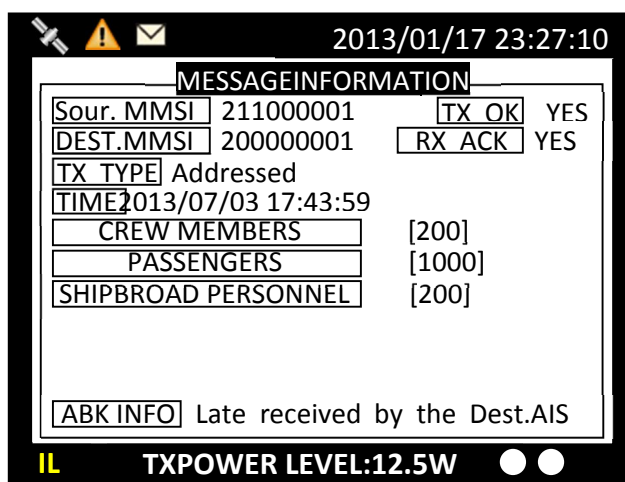 2013/01/17 23:27:10
MESSAGEINFORMATION
Sour. MMSI 211000001 TX OK YES
DEST.MMSI 200000001 RX ACK YES
TX TYPE Addressed
TIME2013/07/03 17:43:59
CREW MEMBERS [200]
PASSENGERS [1000]
SHIPBROAD PERSONNEL [200]
ABK INFO Late received by the Dest.AIS
IL TXPOWER LEVEL:12.5W